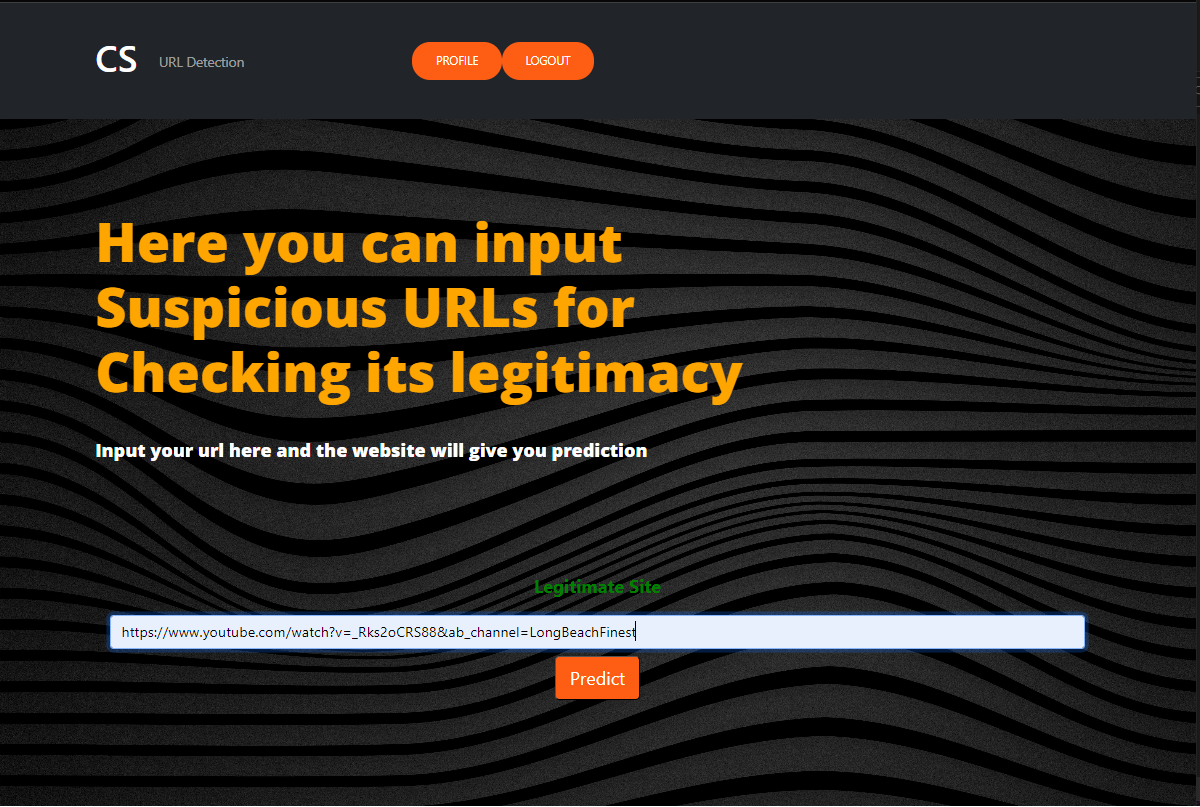 CS URL Detection PROFILE LOGOUT
Here you can input
Suspicious URLs for
Checking its legitimacy
Input your url here and the website will give you prediction
Legitimate Site
https://www.youtube.com/watch?v=_Rks2oCRS88&ab_channel=LongBeachFinest
Predict